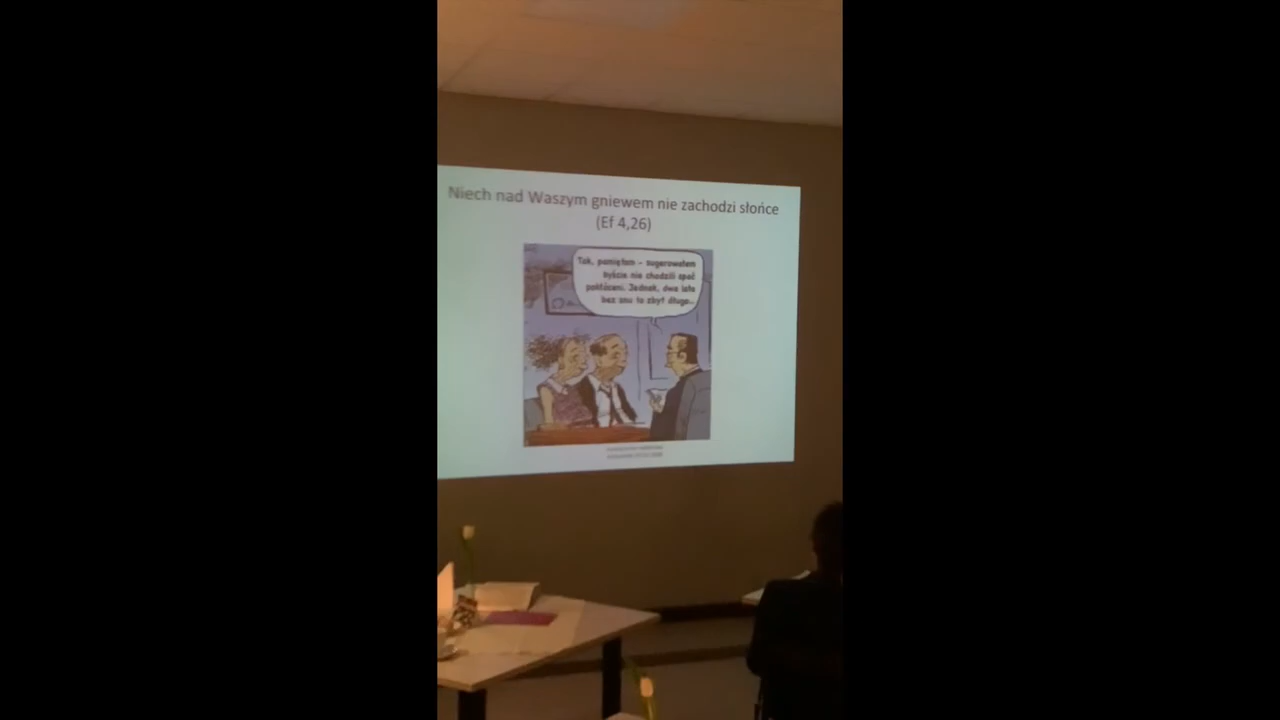 Niech nad Waszym gniewem nie zachodzi słońce
(Ef 4,26)
Tak, pamiętam - sugerowałem
byście nie chodzili spać
pokłóceni. Jednak, dwa lata
bez snu to zbyt długo...